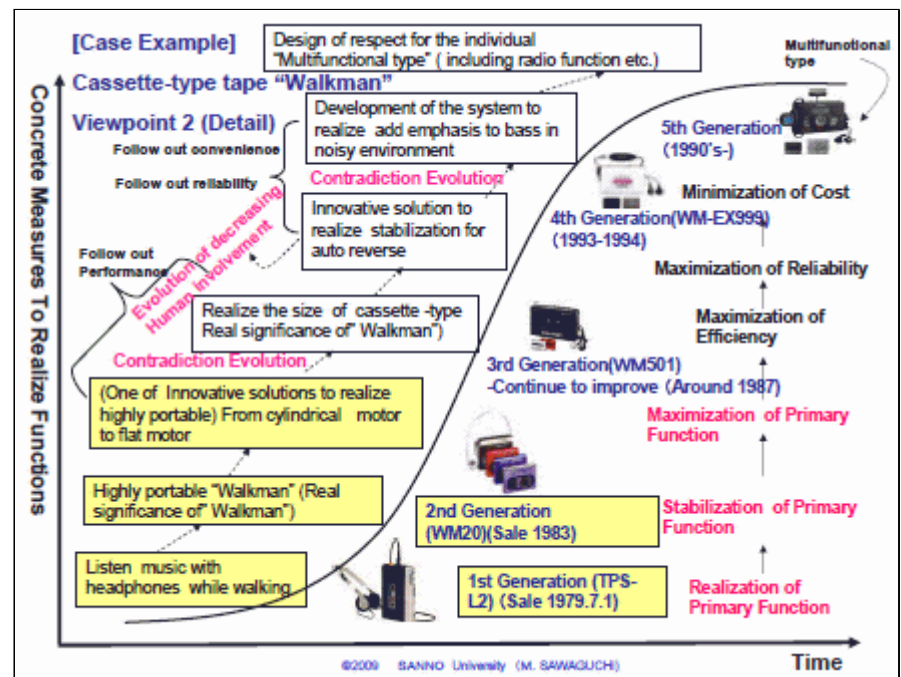 [Case Example]
Cassette-type tape “Walkman”
Viewpoint 2 (Detail)
Design of respect for the individual
“Multifunctional type” ( including radio function etc.)
Multifunctional
type
Development of the system to
realize add emphasis to bass in
noisy environment
Follow out convenience
Follow out reliability
Contradiction Evolution
Innovative solution to
realize stabilization for
auto reverse
Follow out
Performance
Evolution of decreasing
Human Involvement
Realize the size of cassette -type
Real significance of” Walkman”)
Contradiction Evolution
(One of Innovative solutions to realize
highly portable) From cylindrical motor
to flat motor
Highly portable “Walkman” (Real
significance of” Walkman”)
Listen music with
headphones while walking
5th Generation
(1990's-)
Minimization of Cost
4th Generation(WM-EX999)
(1993-1994)
Maximization of Reliability
Maximization of
Efficiency
3rd Generation(WM501)
-Continue to improve (Around 1987)
Maximization of Primary
Function
2nd Generation
(WM20)(Sale 1983)
Stabilization of Primary
Function
1st Generation (TPS-
L2) (Sale 1979.7.1)
Realization of
Primary Function
Concrete Measures To Realize Functions
Time
©2009 SANNO University (M. SAWAGUCHI)